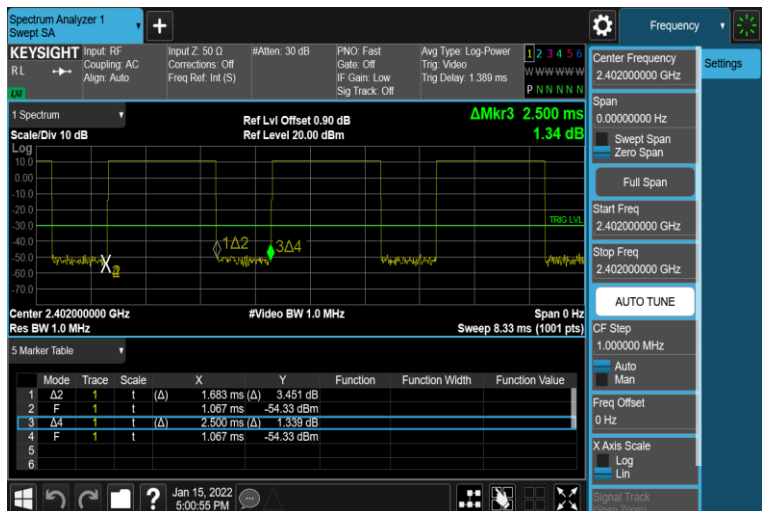 Spectrum Analyzer 1
Swept SA
Frequency
KEYSIGHT
RL
LXI
Input: RF
Coupling: AC
Align: Auto
Input Z: 50 Ω
Corrections: Off
Freq Ref: Int (S)
#Atten: 30 dB
PNO: Fast
Gate: Off
IF Gain: Low
Sig Track: Off
Avg Type: Log-Power
Trig: Video
Trig Delay: 1.389 ms
1 2 3 4 5 6
W W W W W W
P N N N N N
1 Spectrum
Scale/Div 10 dB
Ref Lvl Offset 0.90 dB
Ref Level 20.00 dBm
ΔMkr3 2.500 ms
1.34 dB
Log
10.0
0.00
-10.0
-20.0
-30.0
-40.0
-50.0
-60.0
-70.0
TRIG LVL
1Δ2
3Δ4
Center 2.402000000 GHz
Res BW 1.0 MHz
#Video BW 1.0 MHz
Span 0 Hz
Sweep 8.33 ms (1001 pts)
5 Marker Table
Mode Trace Scale X Y Function Function Width Function Value
1 Δ2 1 t (Δ) 1.683 ms (Δ) 3.451 dB
2 F 1 t 1.067 ms -54.33 dBm
3 Δ4 1 t (Δ) 2.500 ms (Δ) 1.339 dB
4 F 1 t 1.067 ms -54.33 dBm
5
6
Jan 15, 2022
5:00:55 PM
Center Frequency
2.402000000 GHz
Settings
Span
0.00000000 Hz
Swept Span
Zero Span
Full Span
Start Freq
2.402000000 GHz
Stop Freq
2.402000000 GHz
AUTO TUNE
CF Step
1.000000 MHz
Auto
Man
Freq Offset
0 Hz
X Axis Scale
Log
Lin
Signal Track
(Span Zoom)